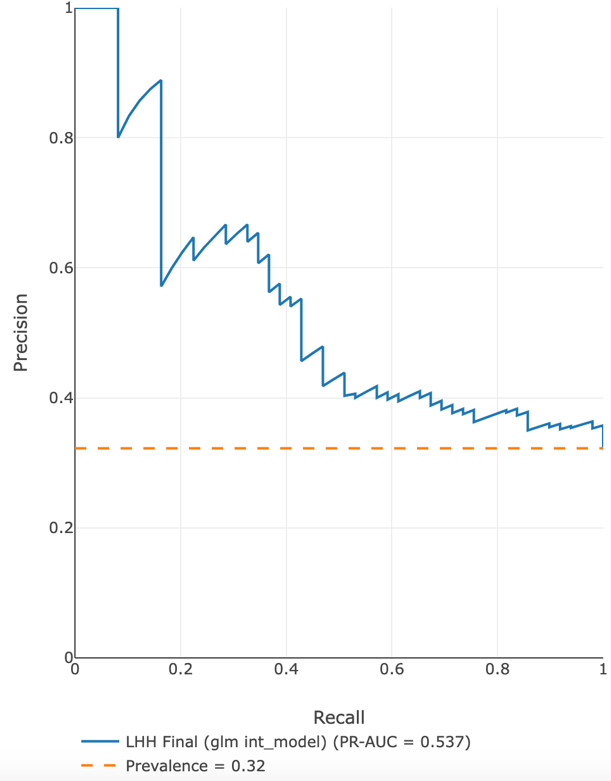 1
0.8
0.6
0.4
0.2
0
0 0.2 0.4 0.6 0.8 1
Precision
Recall
LHH Final (glm int_model) (PR-AUC = 0.537)
Prevalence = 0.32